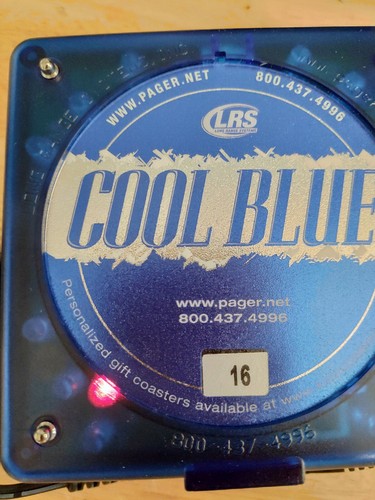 WWW.PAGER.NET
800.437.4996
LRS
LONG RANGE SYSTEMS
COOL BLUE
www.pager.net
800.437.4996
16
Personalized gift coasters available at www
800-437-4996